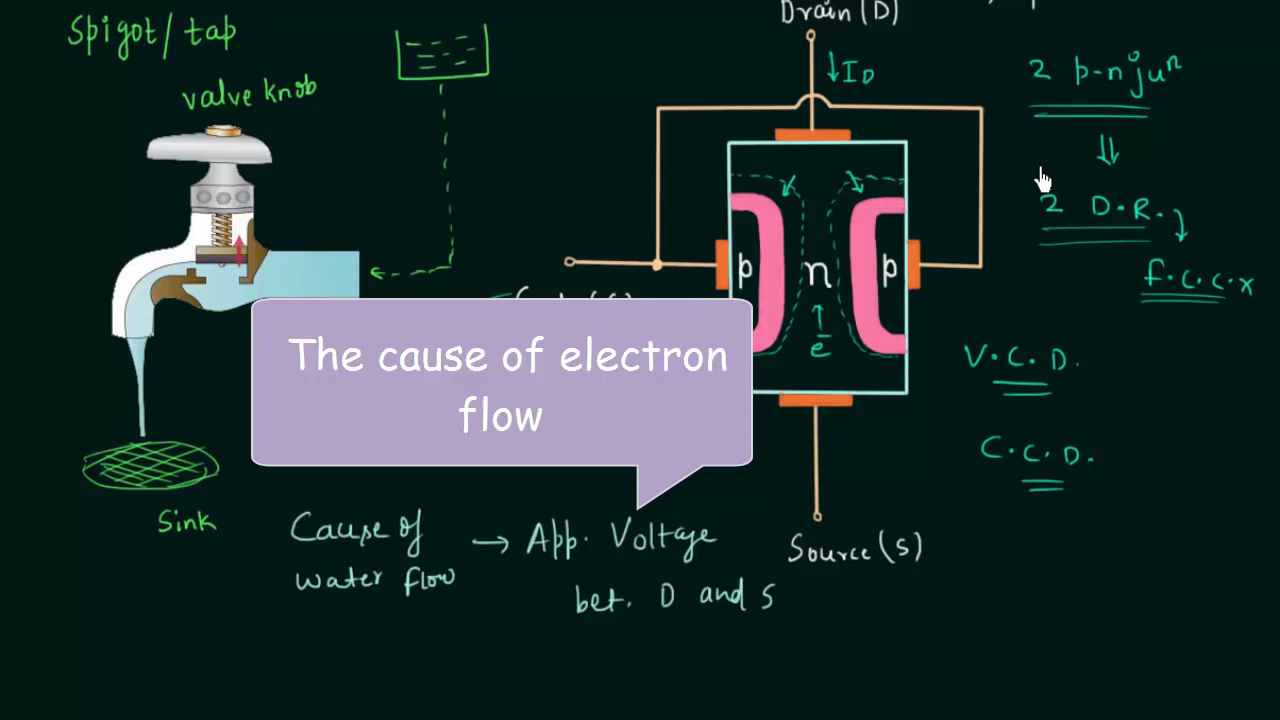 Spigot/tap
valve knob
Drain(D)
↓ID
2 p-n juⁿ
⇓
2 D.R.
f.c.c.x
p
n
p
e
V.C.D.
C.C.D.
The cause of electron
flow
Sink
Cause of
water flow
→ App. Voltage
bet. D and S
Source(S)